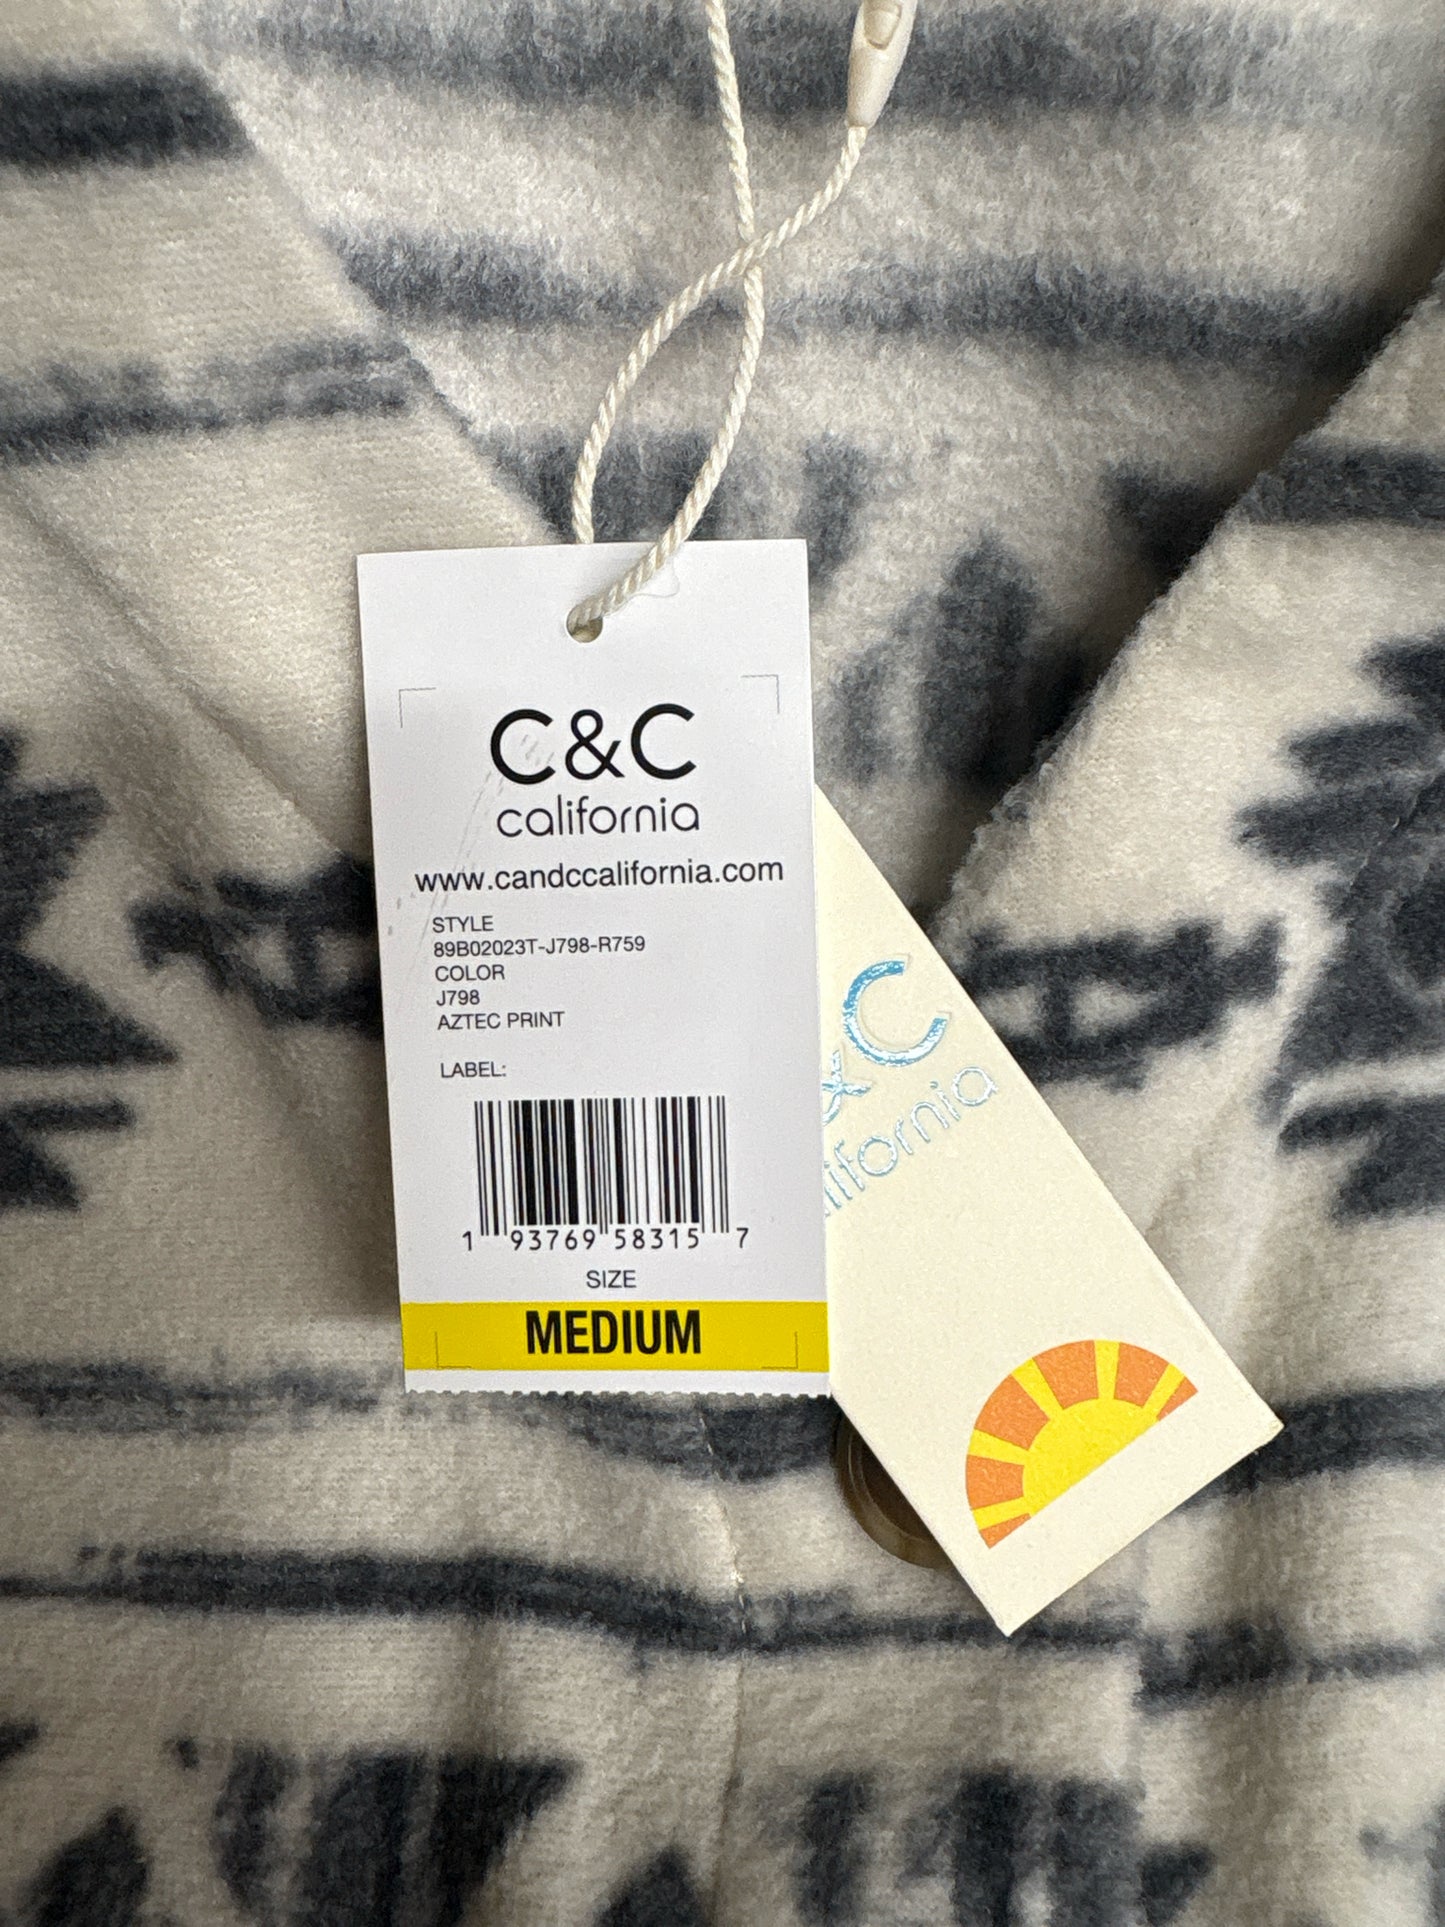 C&C
california
www.candccalifornia.com
STYLE
89B02023T-J798-R759
COLOR
J798
AZTEC PRINT
LABEL:
1 93769 58315 7
SIZE
MEDIUM
&C
lifornia